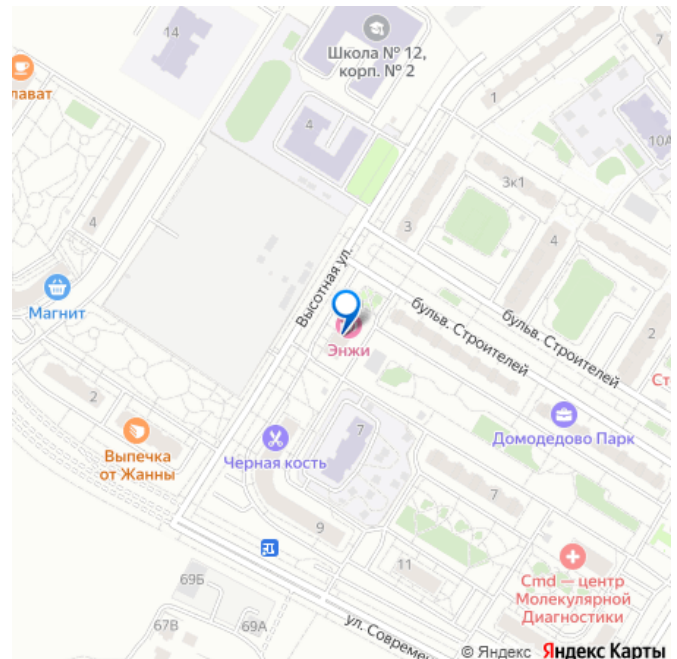 14
Школа № 12,
корп. № 2
7
лават
1
4
10А
3к1
4
3
4
Высотная ул.
Магнит
бульв. Строителей
бульв. Строителей
Энжи
2
Ст
2
Домодедово Парк
Выпечка
от Жанны
Черная кость
7
7
9
11
Cmd — центр
Молекулярной
Диагностики
69Б
67В
69А
ул. Современ
© Яндекс Яндекс Карты